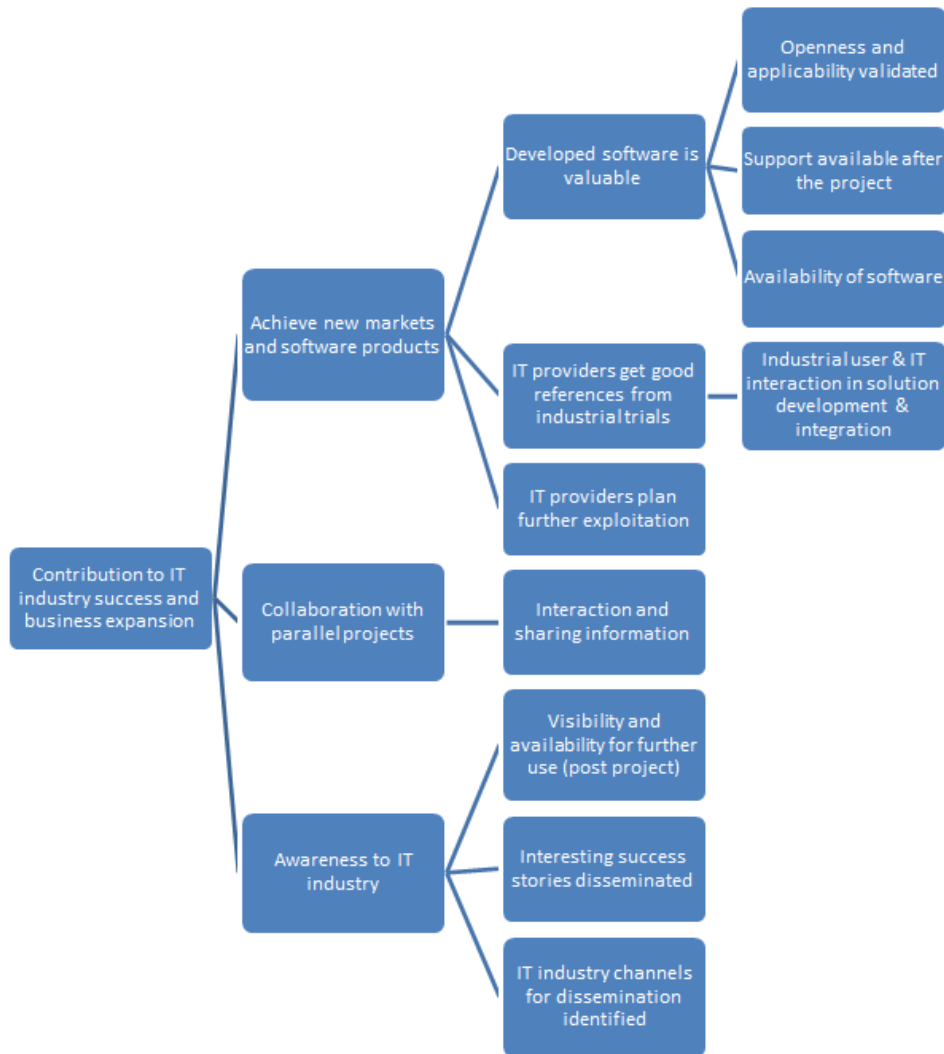 Openness and
applicability validated
Developed software is
valuable
Support available after
the project
Availability of software
Achieve new markets
and software products
IT providers get good
references from
industrial trials
Industrial user & IT
interaction in solution
development &
integration
IT providers plan
further exploitation
Contribution to IT
industry success and
business expansion
Collaboration with
parallel projects
Interaction and
sharing information
Visibility and
availability for further
use (post project)
Awareness to IT
industry
Interesting success
stories disseminated
IT industry channels
for dissemination
identified